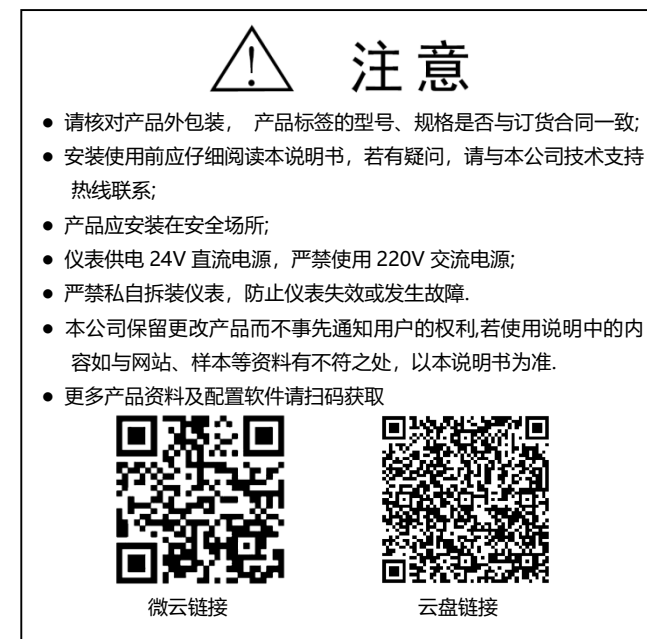 注意
● 请核对产品外包装， 产品标签的型号、规格是否与订货合同一致;
● 安装使用前应仔细阅读本说明书，若有疑问，请与本公司技术支持
热线联系;
● 产品应安装在安全场所;
● 仪表供电 24V 直流电源，严禁使用 220V 交流电源;
● 严禁私自拆装仪表，防止仪表失效或发生故障.
● 本公司保留更改产品而不事先通知用户的权利,若使用说明中的内
容如与网站、样本等资料有不符之处，以本说明书为准.
● 更多产品资料及配置软件请扫码获取
微云链接 云盘链接